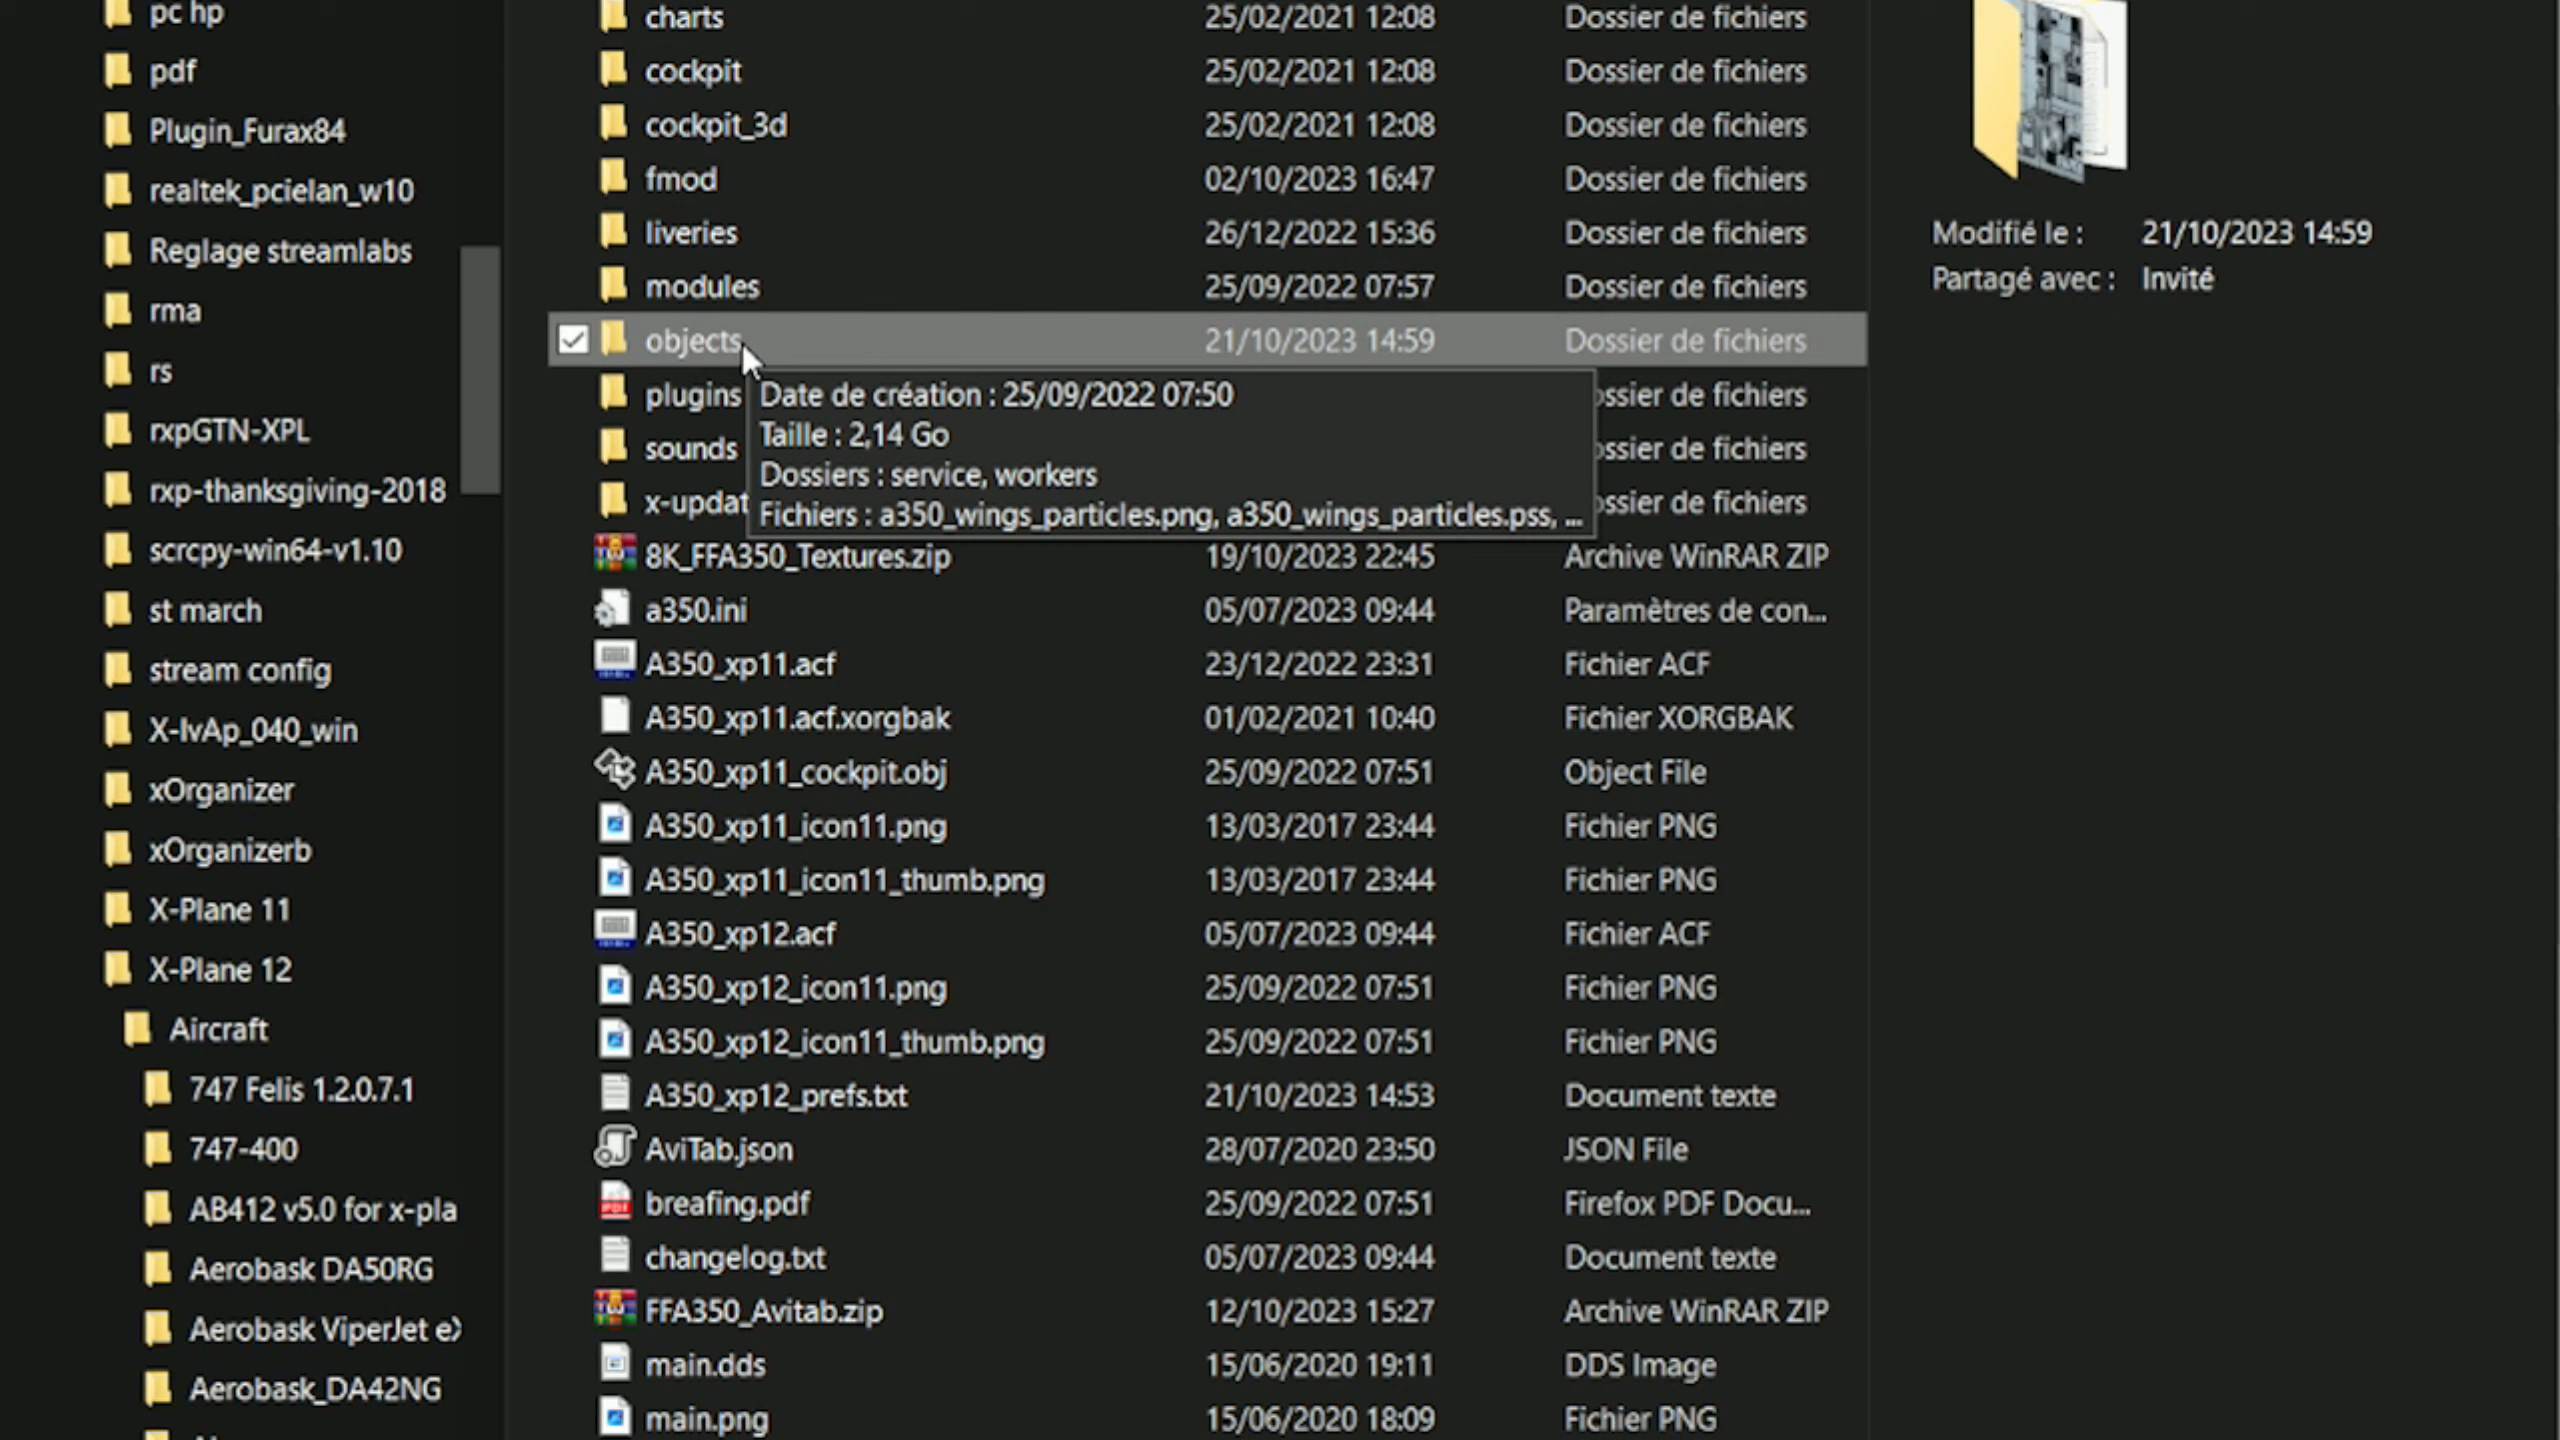 pc hp
pdf
Plugin_Furax84
realtek_pcielan_w10
Reglage streamlabs
rma
rs
rxpGTN-XPL
rxp-thanksgiving-2018
scrcpy-win64-v1.10
st march
stream config
X-IvAp_040_win
xOrganizer
xOrganizerb
X-Plane 11
X-Plane 12
Aircraft
747 Felis 1.2.0.7.1
747-400
AB412 v5.0 for x-pla
Aerobask DA50RG
Aerobask ViperJet eX
Aerobask_DA42NG
charts 25/02/2021 12:08 Dossier de fichiers
cockpit 25/02/2021 12:08 Dossier de fichiers
cockpit_3d 25/02/2021 12:08 Dossier de fichiers
fmod 02/10/2023 16:47 Dossier de fichiers
liveries 26/12/2022 15:36 Dossier de fichiers
modules 25/09/2022 07:57 Dossier de fichiers
objects 21/10/2023 14:59 Dossier de fichiers
plugins ossier de fichiers
sounds ossier de fichiers
x-updat ossier de fichiers
Date de création : 25/09/2022 07:50
Taille : 2,14 Go
Dossiers : service, workers
Fichiers : a350_wings_particles.png, a350_wings_particles.pss, ...
8K_FFA350_Textures.zip 19/10/2023 22:45 Archive WinRAR ZIP
a350.ini 05/07/2023 09:44 Paramètres de con...
A350_xp11.acf 23/12/2022 23:31 Fichier ACF
A350_xp11.acf.xorgbak 01/02/2021 10:40 Fichier XORGBAK
A350_xp11_cockpit.obj 25/09/2022 07:51 Object File
A350_xp11_icon11.png 13/03/2017 23:44 Fichier PNG
A350_xp11_icon11_thumb.png 13/03/2017 23:44 Fichier PNG
A350_xp12.acf 05/07/2023 09:44 Fichier ACF
A350_xp12_icon11.png 25/09/2022 07:51 Fichier PNG
A350_xp12_icon11_thumb.png 25/09/2022 07:51 Fichier PNG
A350_xp12_prefs.txt 21/10/2023 14:53 Document texte
AviTab.json 28/07/2020 23:50 JSON File
breafing.pdf 25/09/2022 07:51 Firefox PDF Docu...
changelog.txt 05/07/2023 09:44 Document texte
FFA350_Avitab.zip 12/10/2023 15:27 Archive WinRAR ZIP
main.dds 15/06/2020 19:11 DDS Image
main.png 15/06/2020 18:09 Fichier PNG
Modifié le : 21/10/2023 14:59
Partagé avec : Invité